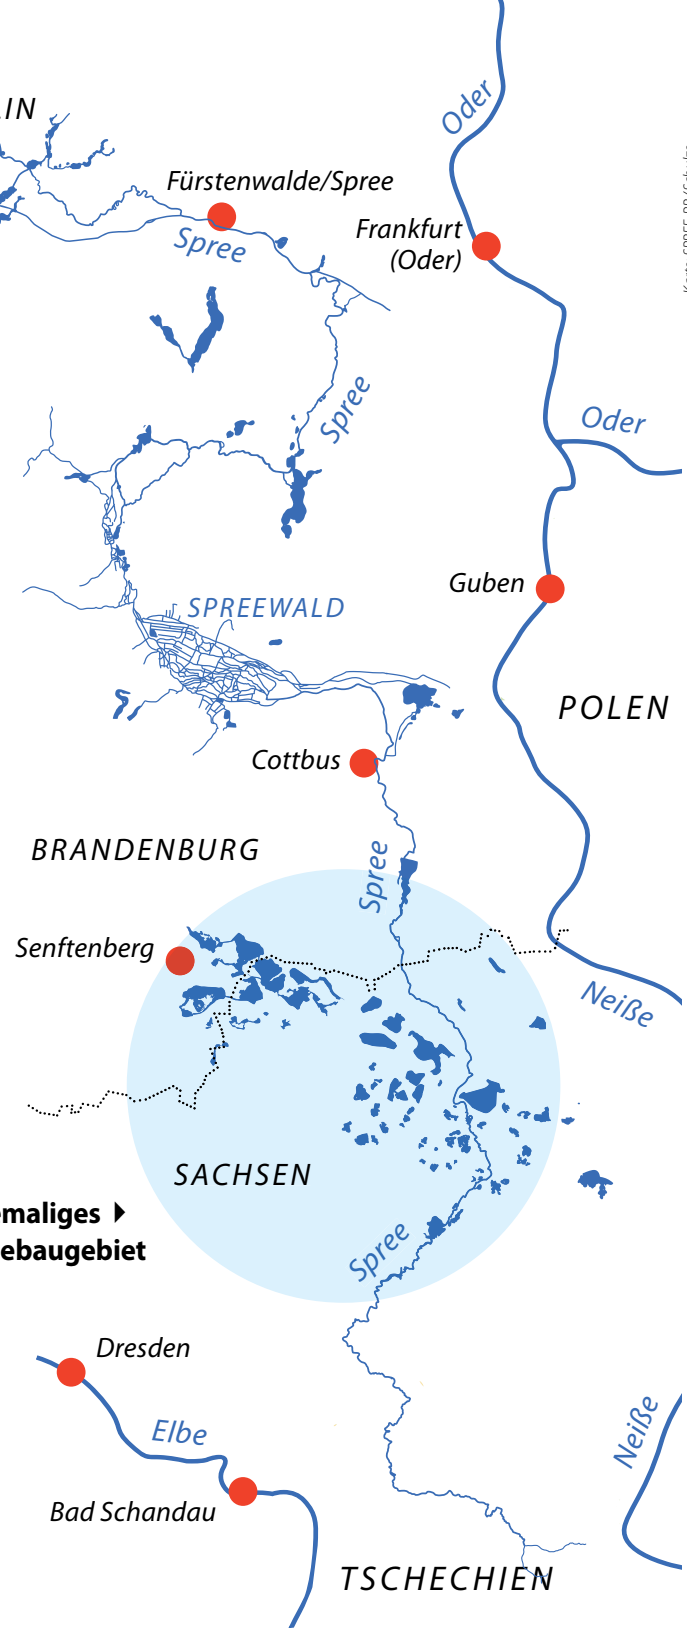 LIN
Oder
Fürstenwalde/Spree
Spree
Frankfurt
(Oder)
Spree
Oder
Guben
SPREEWALD
POLEN
Cottbus
BRANDENBURG
Spree
Senftenberg
Neiße
SACHSEN
emaliges
ebaugebiet
Spree
Dresden
Elbe
Neiße
Bad Schandau
TSCHECHIEN